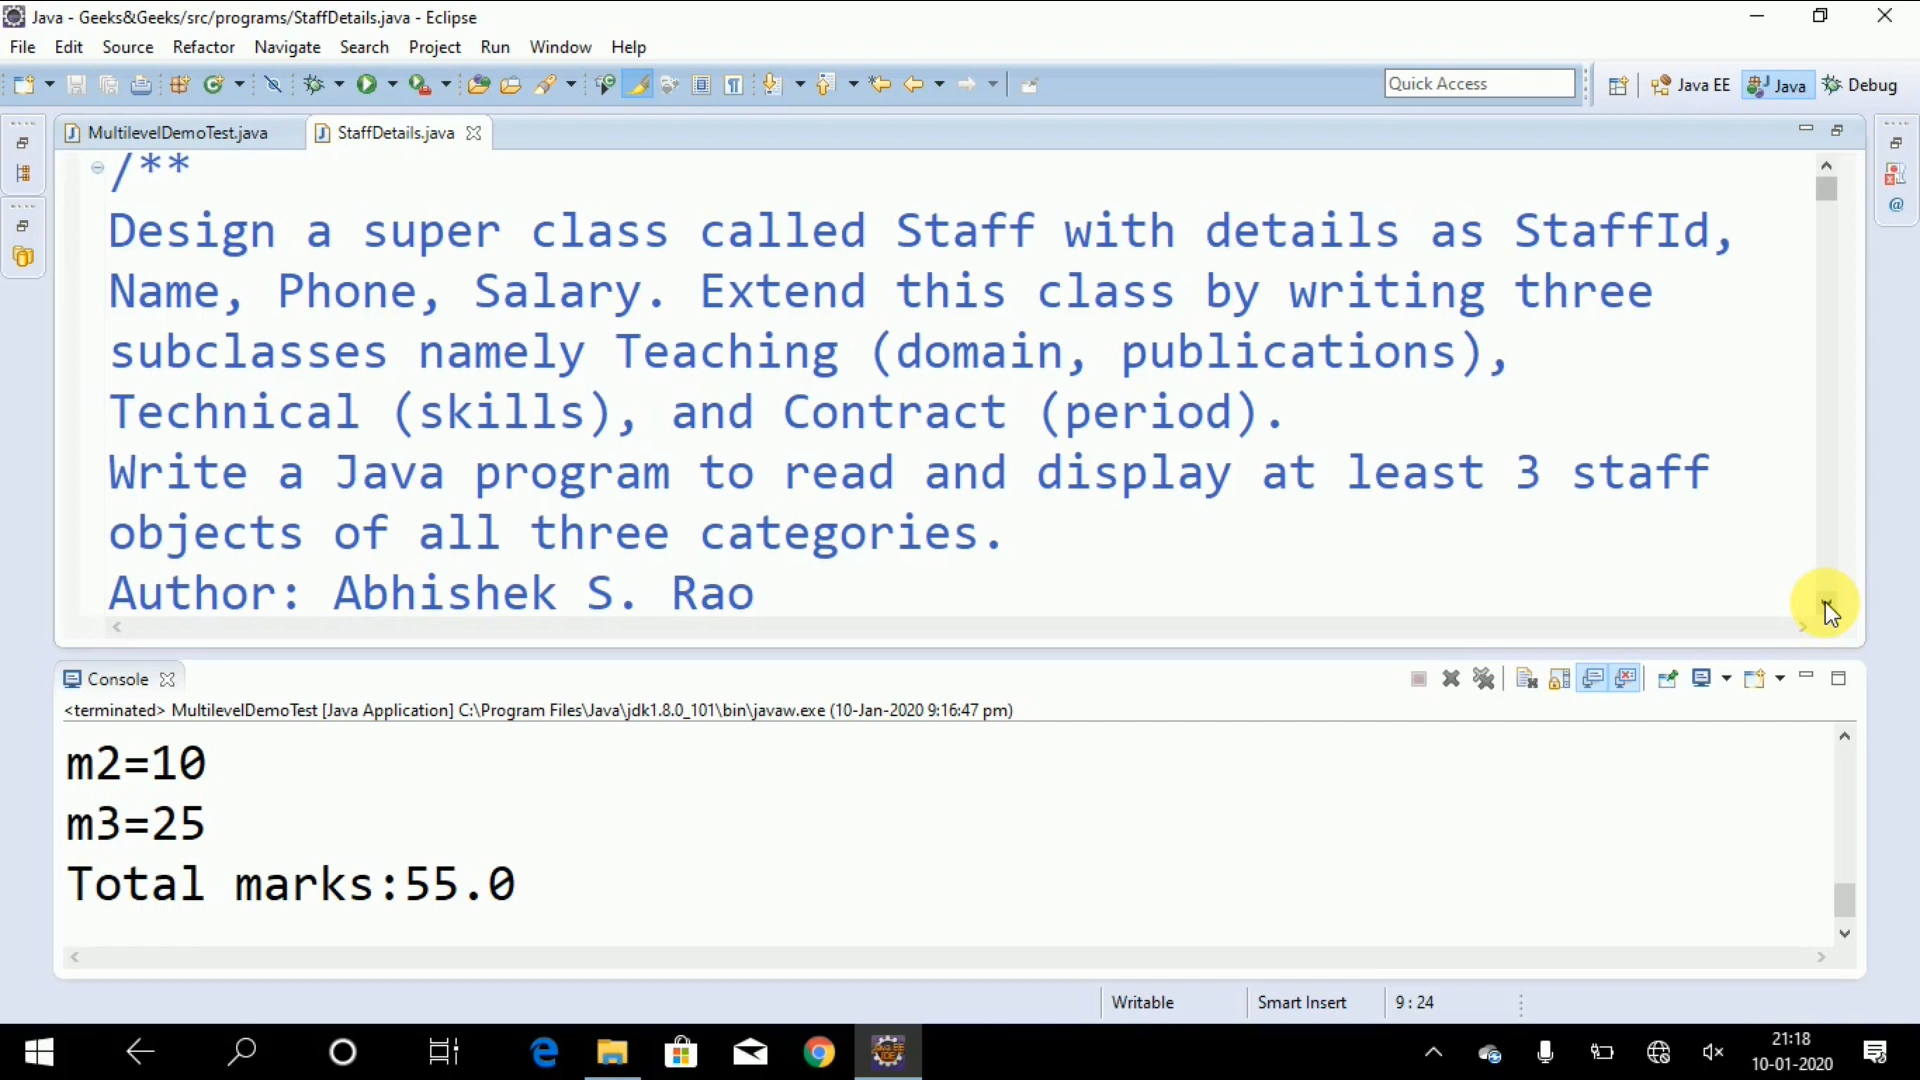 Java - Geeks&Geeks/src/programs/StaffDetails.java - Eclipse
File Edit Source Refactor Navigate Search Project Run Window Help
Quick Access
Java EE
Java
Debug
MultilevelDemoTest.java
StaffDetails.java
/**
Design a super class called Staff with details as StaffId,
Name, Phone, Salary. Extend this class by writing three
subclasses namely Teaching (domain, publications),
Technical (skills), and Contract (period).
Write a Java program to read and display at least 3 staff
objects of all three categories.
Author: Abhishek S. Rao
Console
<terminated> MultilevelDemoTest [Java Application] C:\Program Files\Java\jdk1.8.0_101\bin\javaw.exe (10-Jan-2020 9:16:47 pm)
m2=10
m3=25
Total marks:55.0
Writable
Smart Insert
9 : 24
21:18
10-01-2020